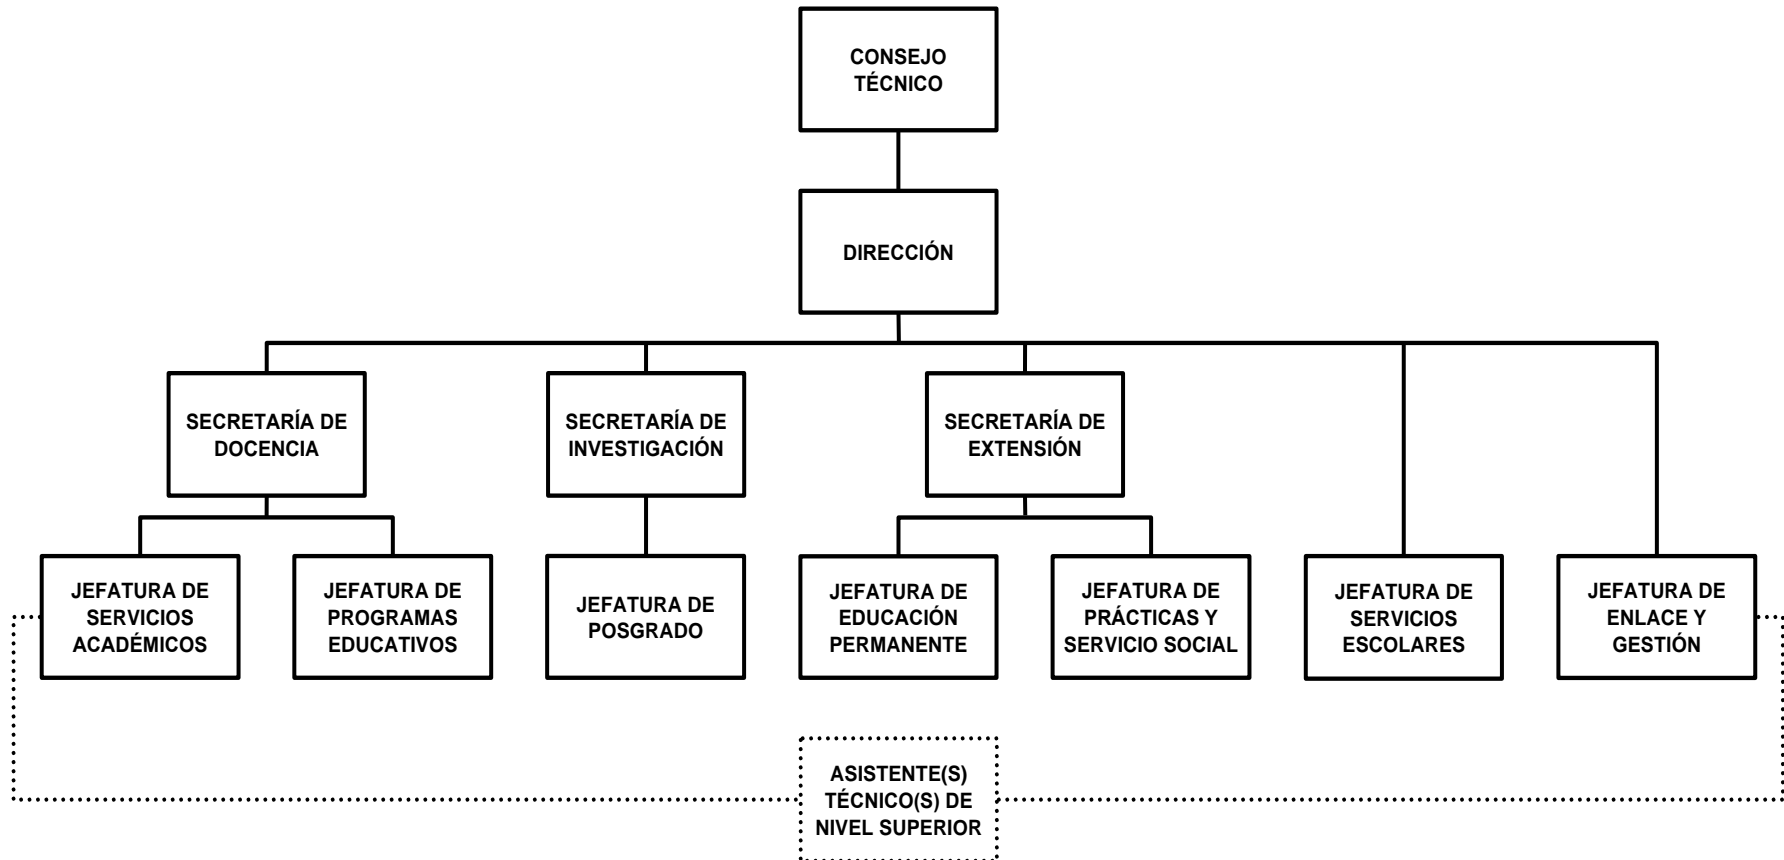 CONSEJO
TÉCNICO
DIRECCIÓN
SECRETARÍA DE
DOCENCIA
SECRETARÍA DE
INVESTIGACIÓN
SECRETARÍA DE
EXTENSIÓN
JEFATURA DE
SERVICIOS
ACADÉMICOS
JEFATURA DE
PROGRAMAS
EDUCATIVOS
JEFATURA DE
POSGRADO
JEFATURA DE
EDUCACIÓN
PERMANENTE
JEFATURA DE
PRÁCTICAS Y
SERVICIO SOCIAL
JEFATURA DE
SERVICIOS
ESCOLARES
JEFATURA DE
ENLACE Y
GESTIÓN
ASISTENTE(S)
TÉCNICO(S) DE
NIVEL SUPERIOR